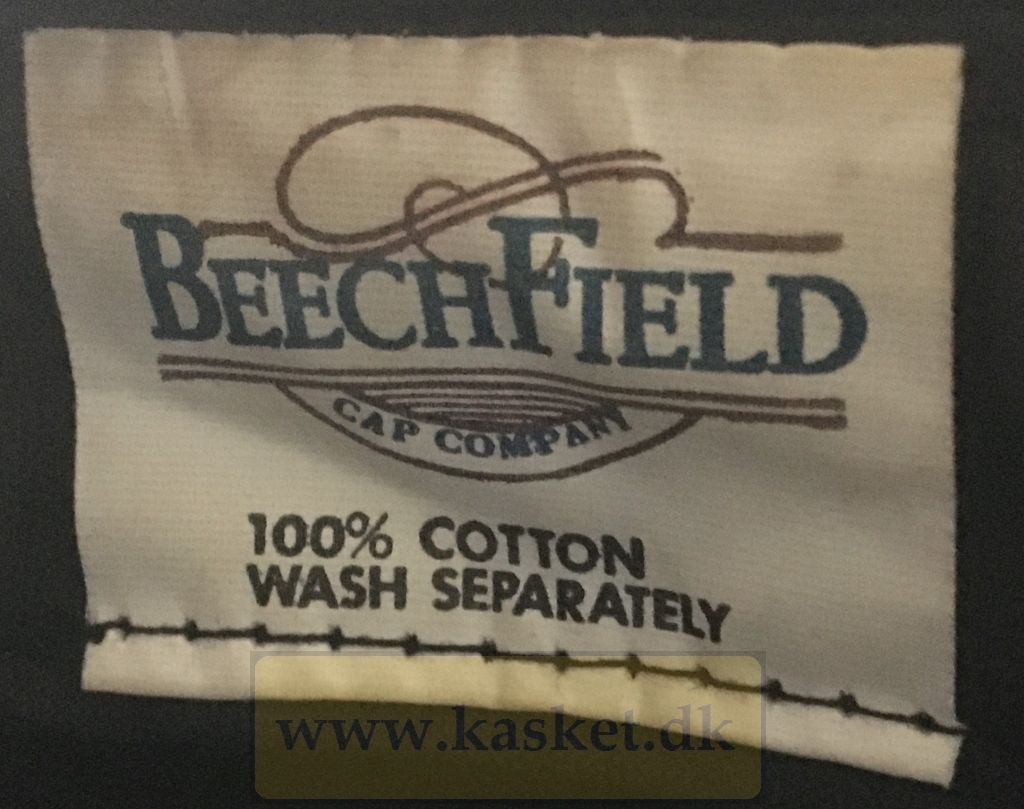 BEECHFIELD
CAP COMPANY
100% COTTON
WASH SEPARATELY
www.kasket.dk